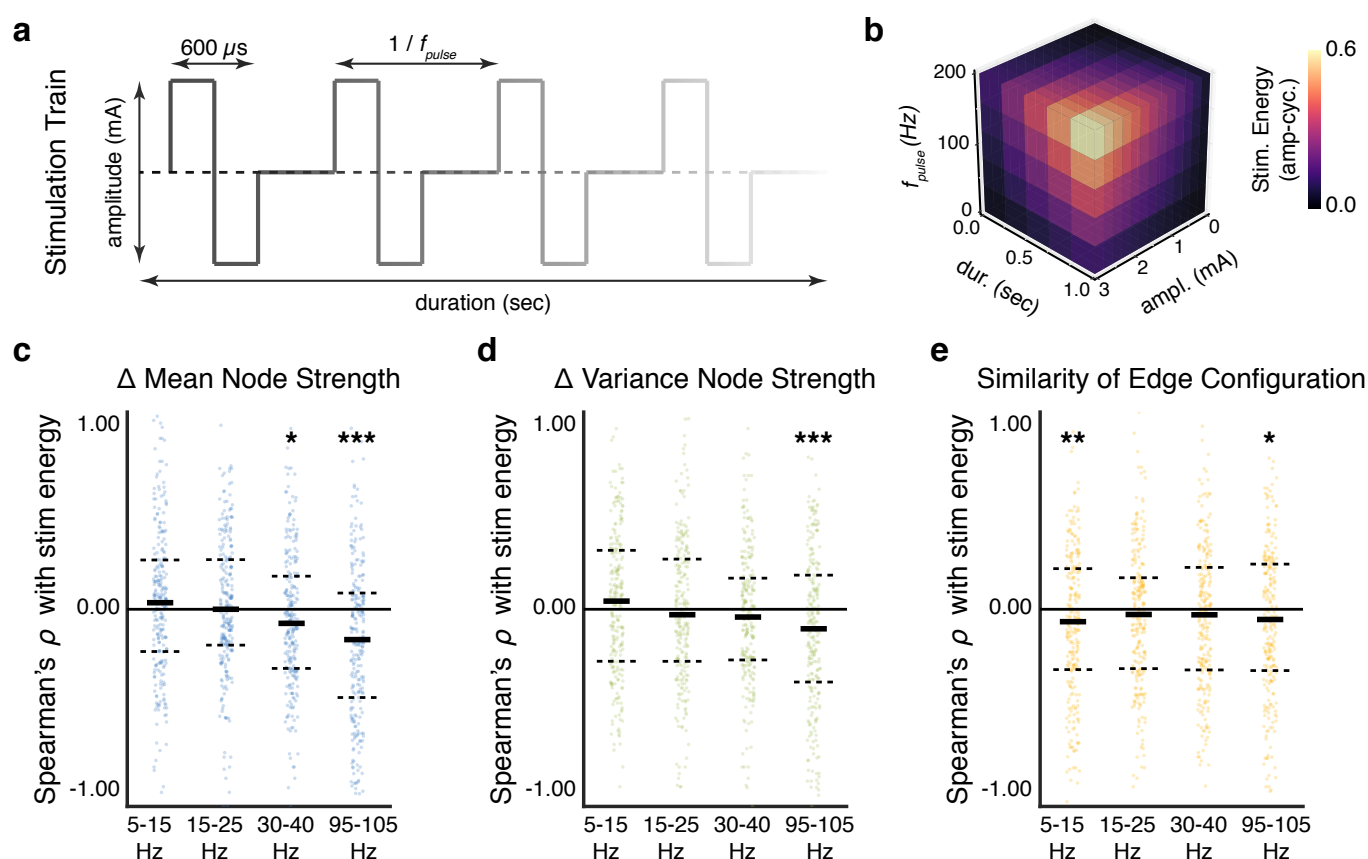 a
600 μs
1 / f_pulse
Stimulation Train
amplitude (mA)
duration (sec)
b
200
100
0
f_pulse (Hz)
0.0
0.5
1.0
dur. (sec)
3
2
1
0
ampl. (mA)
Stim. Energy
(amp-cyc.)
0.6
0.0
c
Δ Mean Node Strength
Spearman's ρ with stim energy
1.00
0.00
-1.00
*
***
5-15
Hz
15-25
Hz
30-40
Hz
95-105
Hz
d
Δ Variance Node Strength
Spearman's ρ with stim energy
1.00
0.00
-1.00
***
5-15
Hz
15-25
Hz
30-40
Hz
95-105
Hz
e
Similarity of Edge Configuration
Spearman's ρ with stim energy
1.00
0.00
-1.00
**
*
5-15
Hz
15-25
Hz
30-40
Hz
95-105
Hz